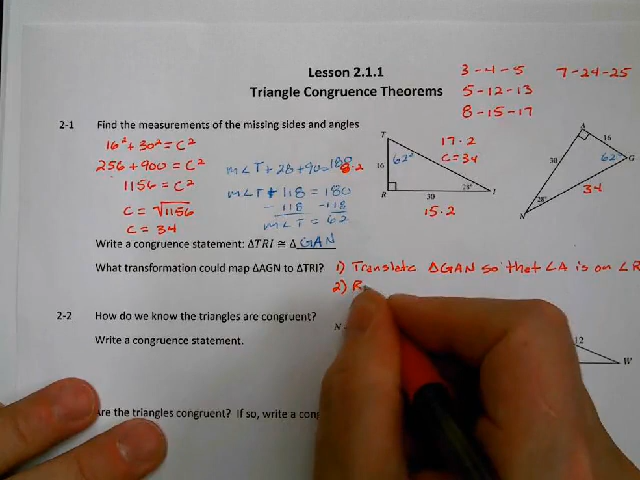 Lesson 2.1.1
Triangle Congruence Theorems
3-4-5
5-12-13
8-15-17
7-24-25
2-1 Find the measurements of the missing sides and angles
16² + 30² = C²
256 + 900 = C²
1156 = C²
C = √1156
C = 34
m∠T + 28 + 90 = 180
m∠T + 118 = 180
-118 -118
m∠T = 62
8·2
T
16
62°
R
30
28°
I
17·2
C=34
15·2
A
16
30
62°
G
34
28°
N
Write a congruence statement: ΔTRI ≅ Δ GAN
What transformation could map ΔAGN to ΔTRI? 1) Translate ΔGAN so that ∠A is on ∠R
2) R
2-2 How do we know the triangles are congruent?
N
12
W
Write a congruence statement.
Are the triangles congruent? If so, write a cong